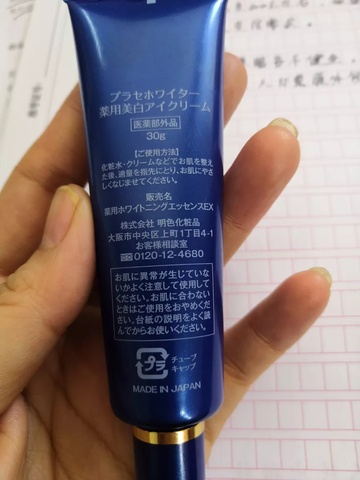 プラセホワイター
薬用美白アイクリーム
医薬部外品
30g
【ご使用方法】
化粧水・クリームなどでお肌を整え
た後、適量を指先にとり、お肌にやさ
しくなじませてください。
販売名
薬用ホワイトニングエッセンスEX
株式会社 明色化粧品
大阪市中央区上町1丁目4-1
お客様相談室
0120-12-4680
お肌に異常が生じていな
いかよく注意して使用して
ください。お肌に合わない
ときはご使用をおやめくだ
さい。台紙の説明をよく読
んでからお使いください。
プラ
チューブ
キャップ
MADE IN JAPAN